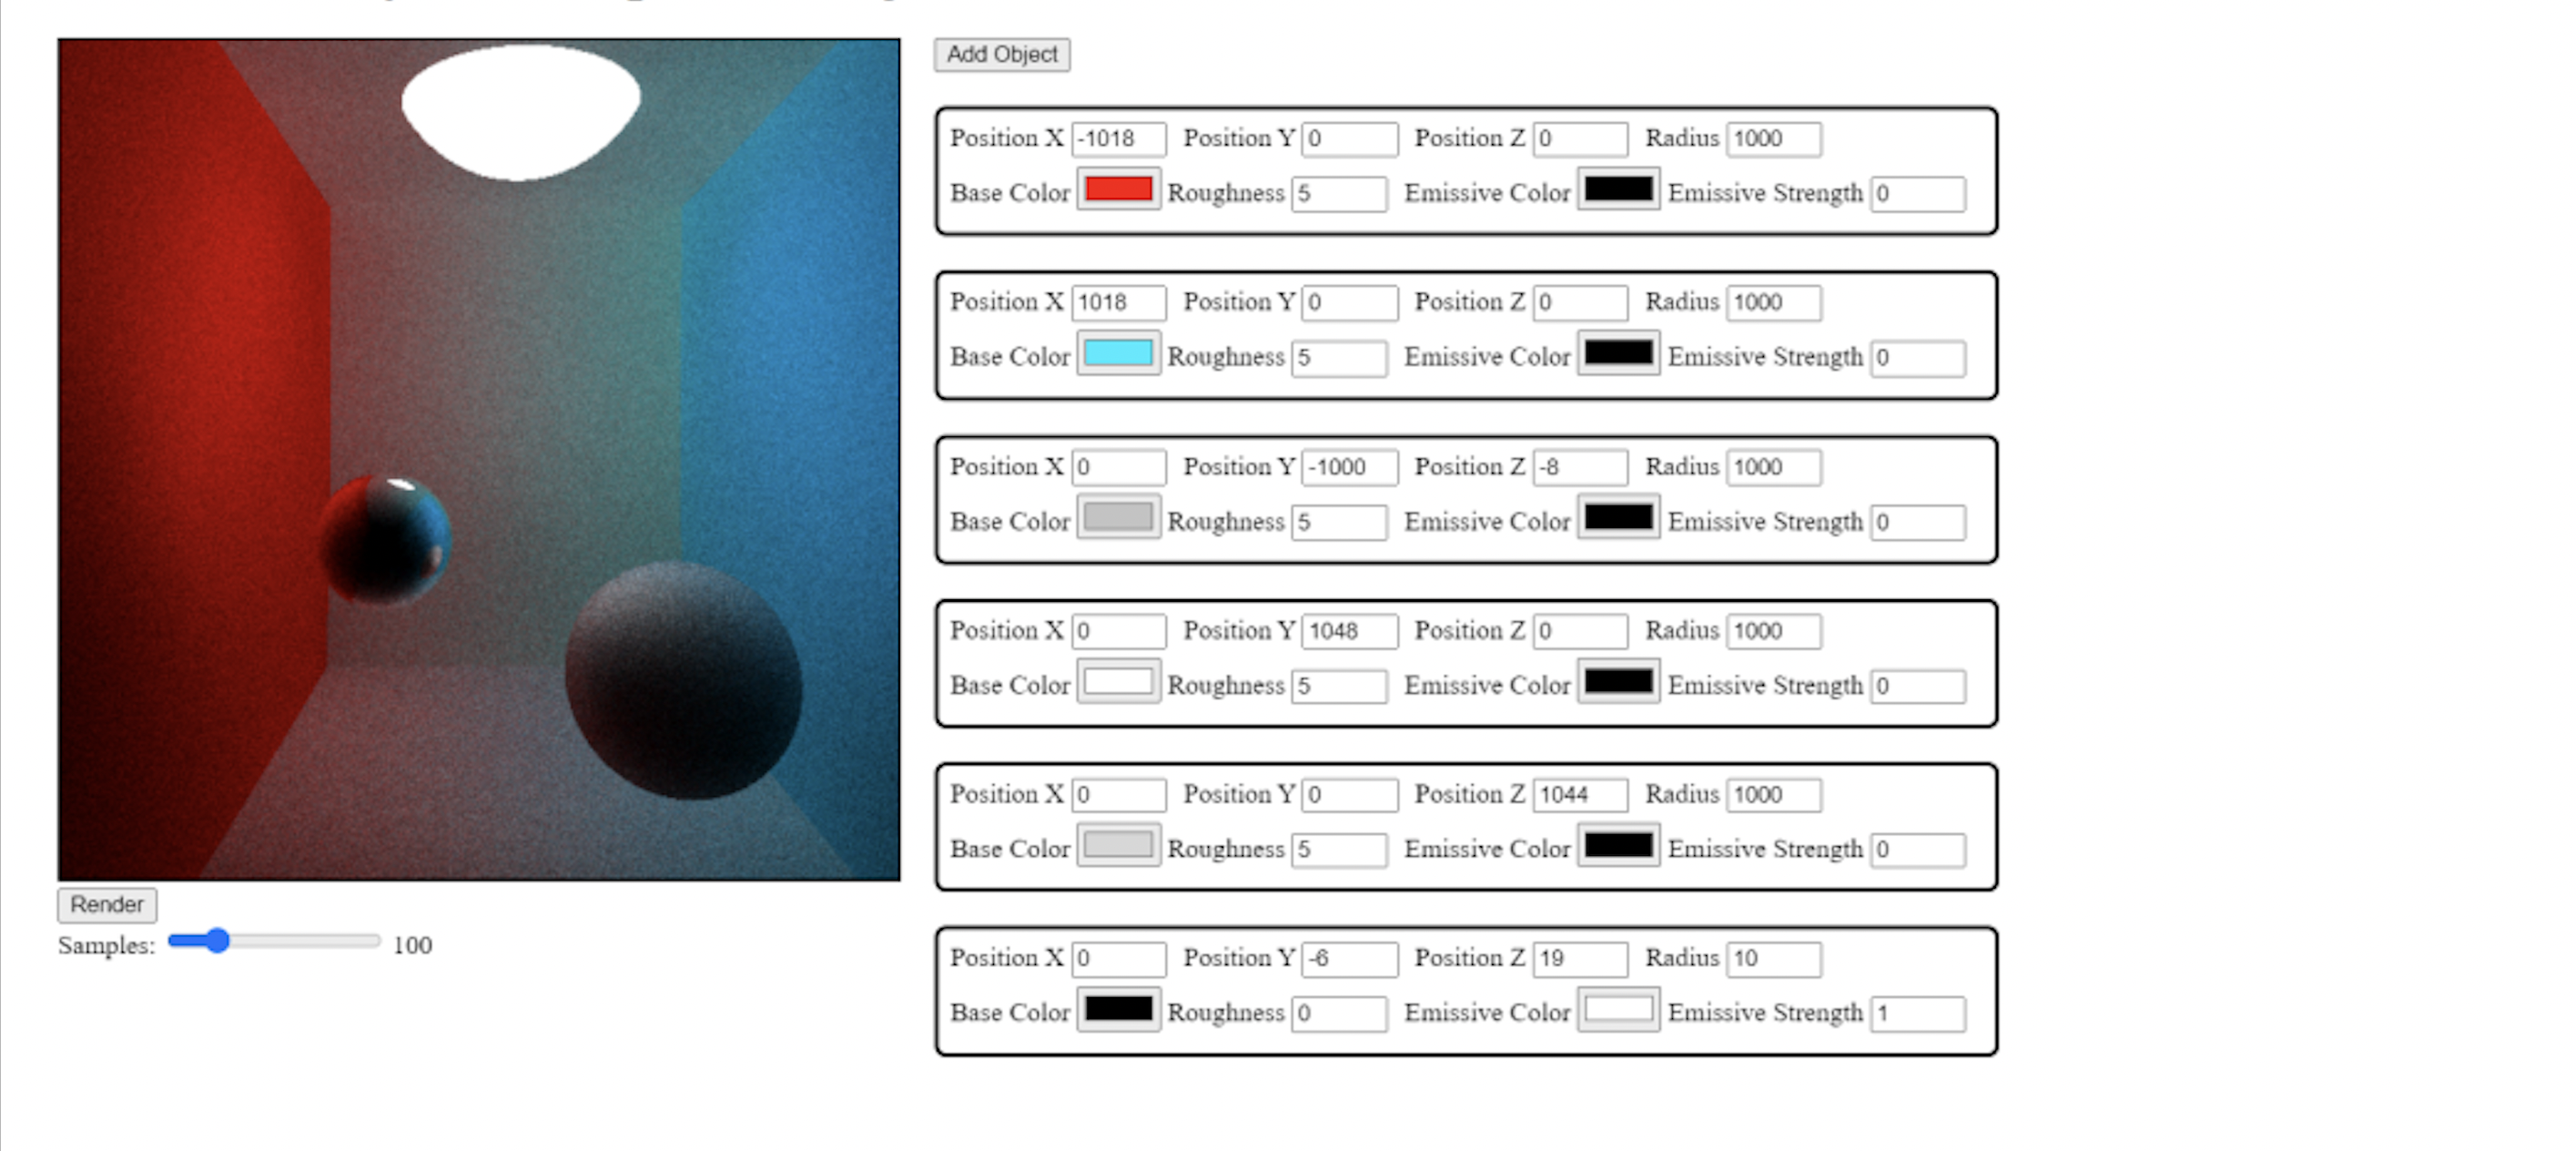 Add Object
Position X -1018 Position Y 0 Position Z 0 Radius 1000
Base Color Roughness 5 Emissive Color Emissive Strength 0
Position X 1018 Position Y 0 Position Z 0 Radius 1000
Base Color Roughness 5 Emissive Color Emissive Strength 0
Position X 0 Position Y -1000 Position Z -8 Radius 1000
Base Color Roughness 5 Emissive Color Emissive Strength 0
Position X 0 Position Y 1048 Position Z 0 Radius 1000
Base Color Roughness 5 Emissive Color Emissive Strength 0
Position X 0 Position Y 0 Position Z 1044 Radius 1000
Base Color Roughness 5 Emissive Color Emissive Strength 0
Position X 0 Position Y -6 Position Z 19 Radius 10
Base Color Roughness 0 Emissive Color Emissive Strength 1
Render
Samples: 100